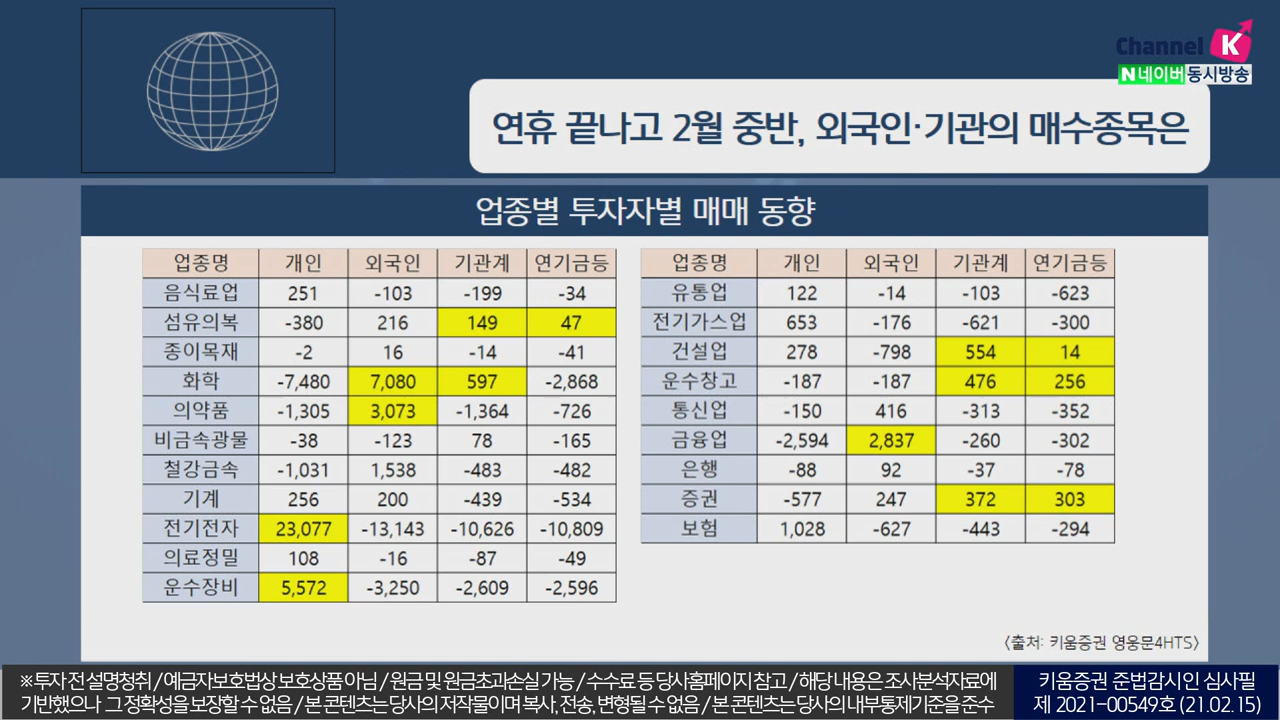 Channel K
N 네이버 동시방송
연휴 끝나고 2월 중반, 외국인·기관의 매수종목은
업종별 투자자별 매매 동향
업종명 개인 외국인 기관계 연기금등
음식료업 251 -103 -199 -34
섬유의복 -380 216 149 47
종이목재 -2 16 -14 -41
화학 -7,480 7,080 597 -2,868
의약품 -1,305 3,073 -1,364 -726
비금속광물 -38 -123 78 -165
철강금속 -1,031 1,538 -483 -482
기계 256 200 -439 -534
전기전자 23,077 -13,143 -10,626 -10,809
의료정밀 108 -16 -87 -49
운수장비 5,572 -3,250 -2,609 -2,596
업종명 개인 외국인 기관계 연기금등
유통업 122 -14 -103 -623
전기가스업 653 -176 -621 -300
건설업 278 -798 554 14
운수창고 -187 -187 476 256
통신업 -150 416 -313 -352
금융업 -2,594 2,837 -260 -302
은행 -88 92 -37 -78
증권 -577 247 372 303
보험 1,028 -627 -443 -294
<출처: 키움증권 영웅문4HTS>
※ 투자 전 설명청취 / 예금자보호법상 보호상품 아님 / 원금 및 원금초과손실 가능 / 수수료 등 당사홈페이지 참고 / 해당 내용은 조사분석자료에
기반했으나 그 정확성을 보장할 수 없음 / 본 콘텐츠는 당사의 저작물이며 복사, 전송, 변형될 수 없음 / 본 콘텐츠는 당사의 내부통제기준을 준수
키움증권 준법감시인 심사필
제 2021-00549호 (21.02.15)